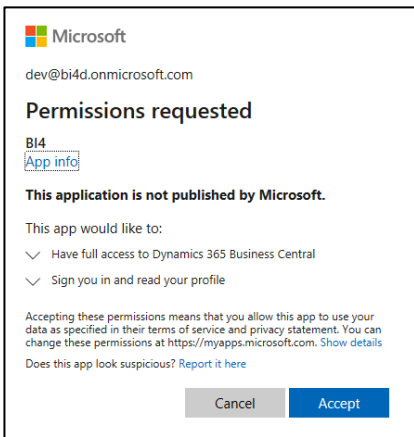 Microsoft
dev@bi4d.onmicrosoft.com
Permissions requested
BI4
App info
This application is not published by Microsoft.
This app would like to:
Have full access to Dynamics 365 Business Central
Sign you in and read your profile
Accepting these permissions means that you allow this app to use your
data as specified in their terms of service and privacy statement. You can
change these permissions at https://myapps.microsoft.com. Show details
Does this app look suspicious? Report it here
Cancel Accept